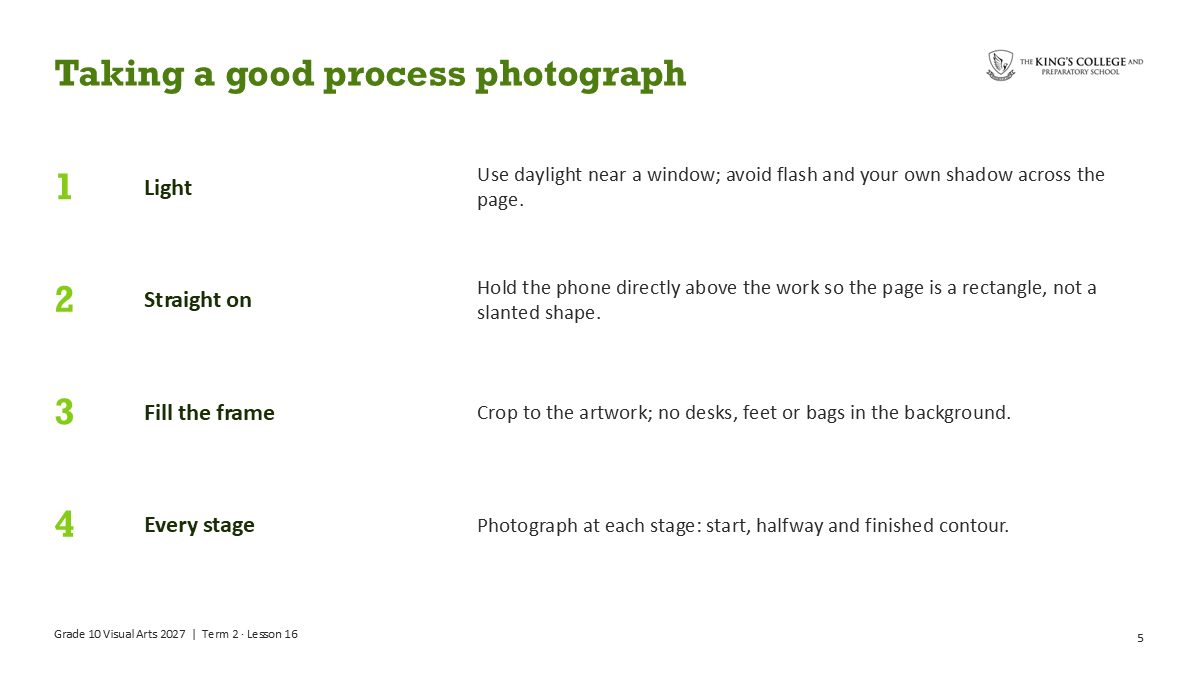 Taking a good process photograph
THE KING'S COLLEGE AND
PREPARATORY SCHOOL
1
Light
Use daylight near a window; avoid flash and your own shadow across the
page.
2
Straight on
Hold the phone directly above the work so the page is a rectangle, not a
slanted shape.
3
Fill the frame
Crop to the artwork; no desks, feet or bags in the background.
4
Every stage
Photograph at each stage: start, halfway and finished contour.
Grade 10 Visual Arts 2027 | Term 2 · Lesson 16
5